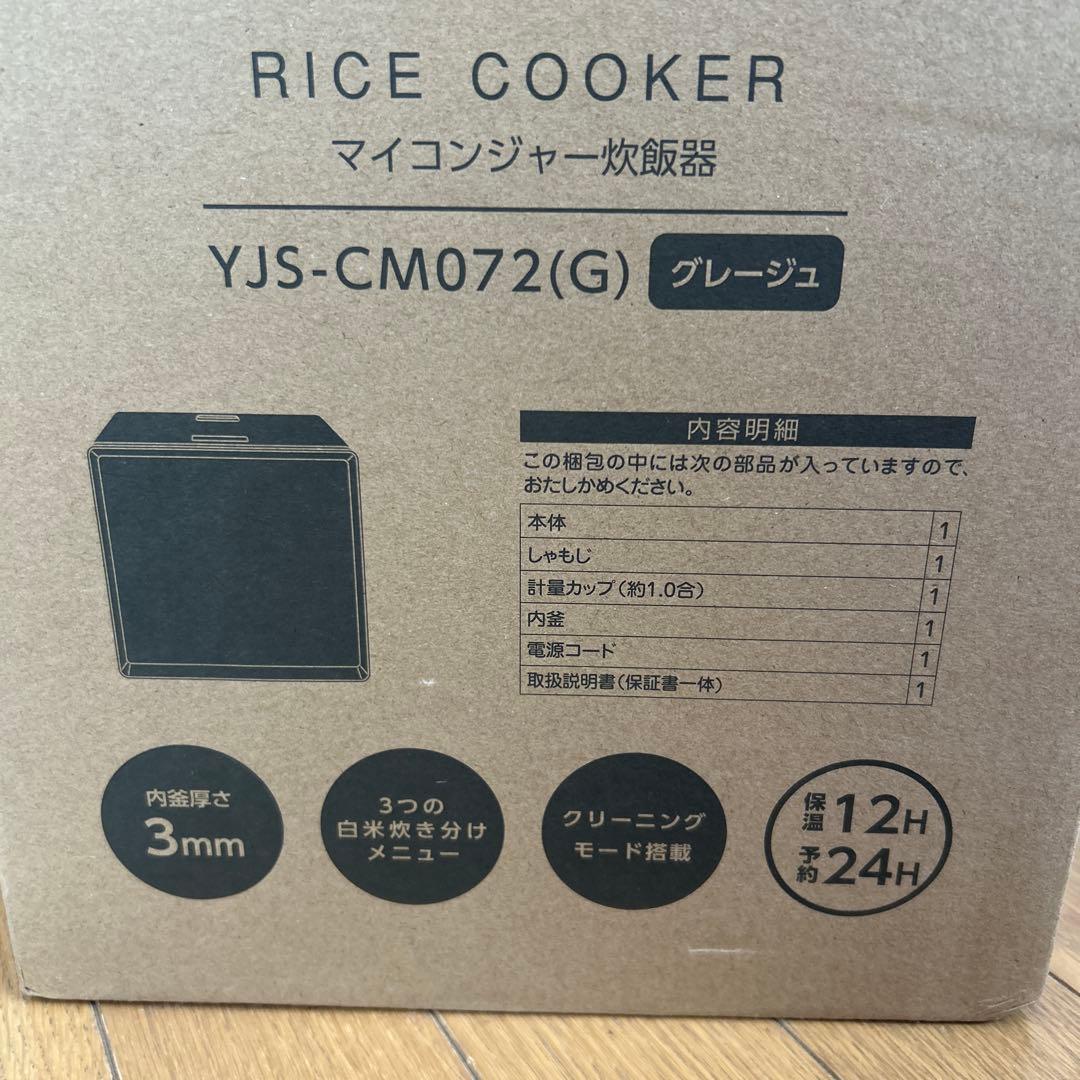 RICE COOKER
マイコンジャー炊飯器
YJS-CM072(G) グレージュ
内容明細
この梱包の中には次の部品が入っていますので、
おたしかめください。
本体 1
しゃもじ 1
計量カップ(約1.0合) 1
内釜 1
電源コード 1
取扱説明書(保証書一体) 1
内釜厚さ
3mm
3つの
白米炊き分け
メニュー
クリーニング
モード搭載
保温 12H
予約 24H